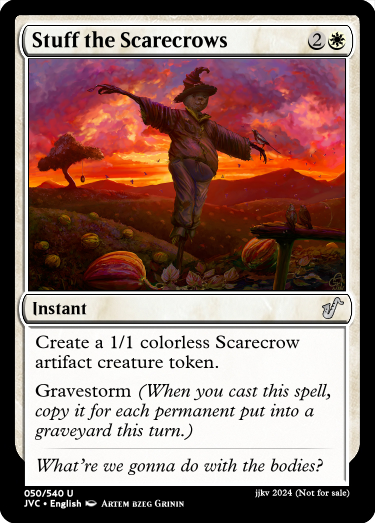 Stuff the Scarecrows 2
Instant
Create a 1/1 colorless Scarecrow
artifact creature token.
Gravestorm (When you cast this spell,
copy it for each permanent put into a
graveyard this turn.)
What're we gonna do with the bodies?
050/540 U
jjkv 2024 (Not for sale)
JVC • English Artem bzeg Grinin